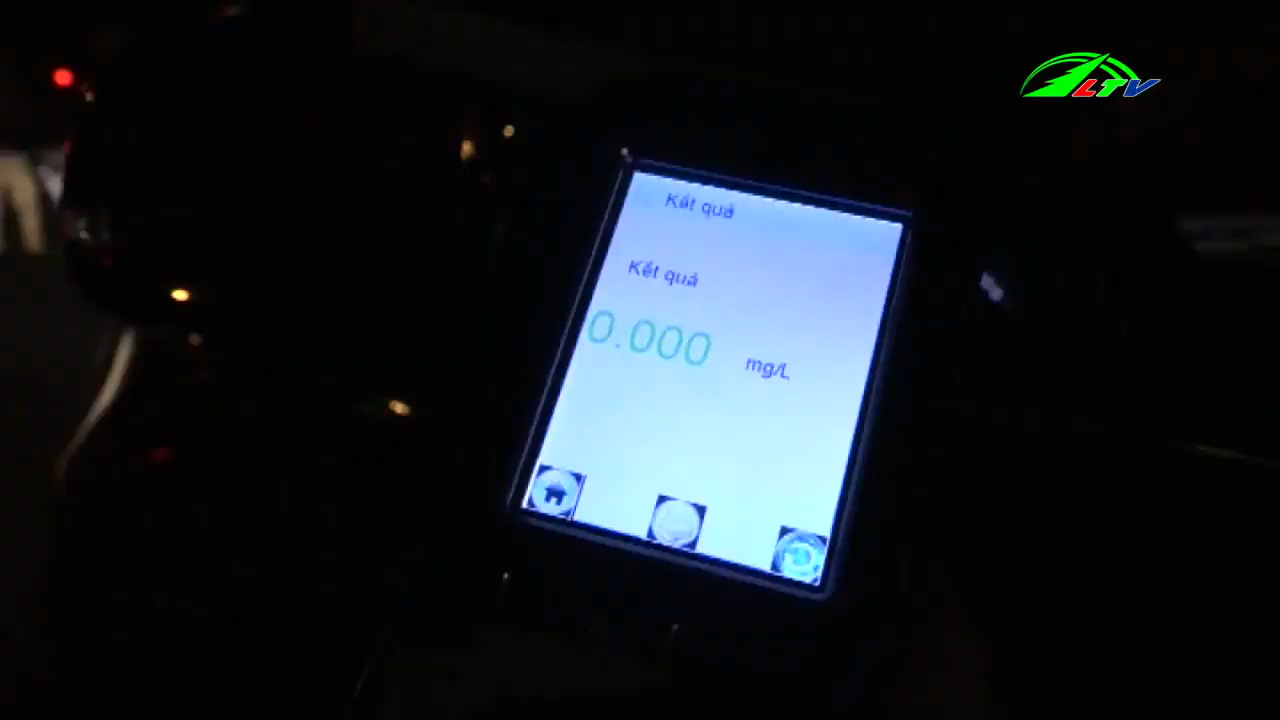 LTV
Kết quả
Kết quả
0.000 mg/L